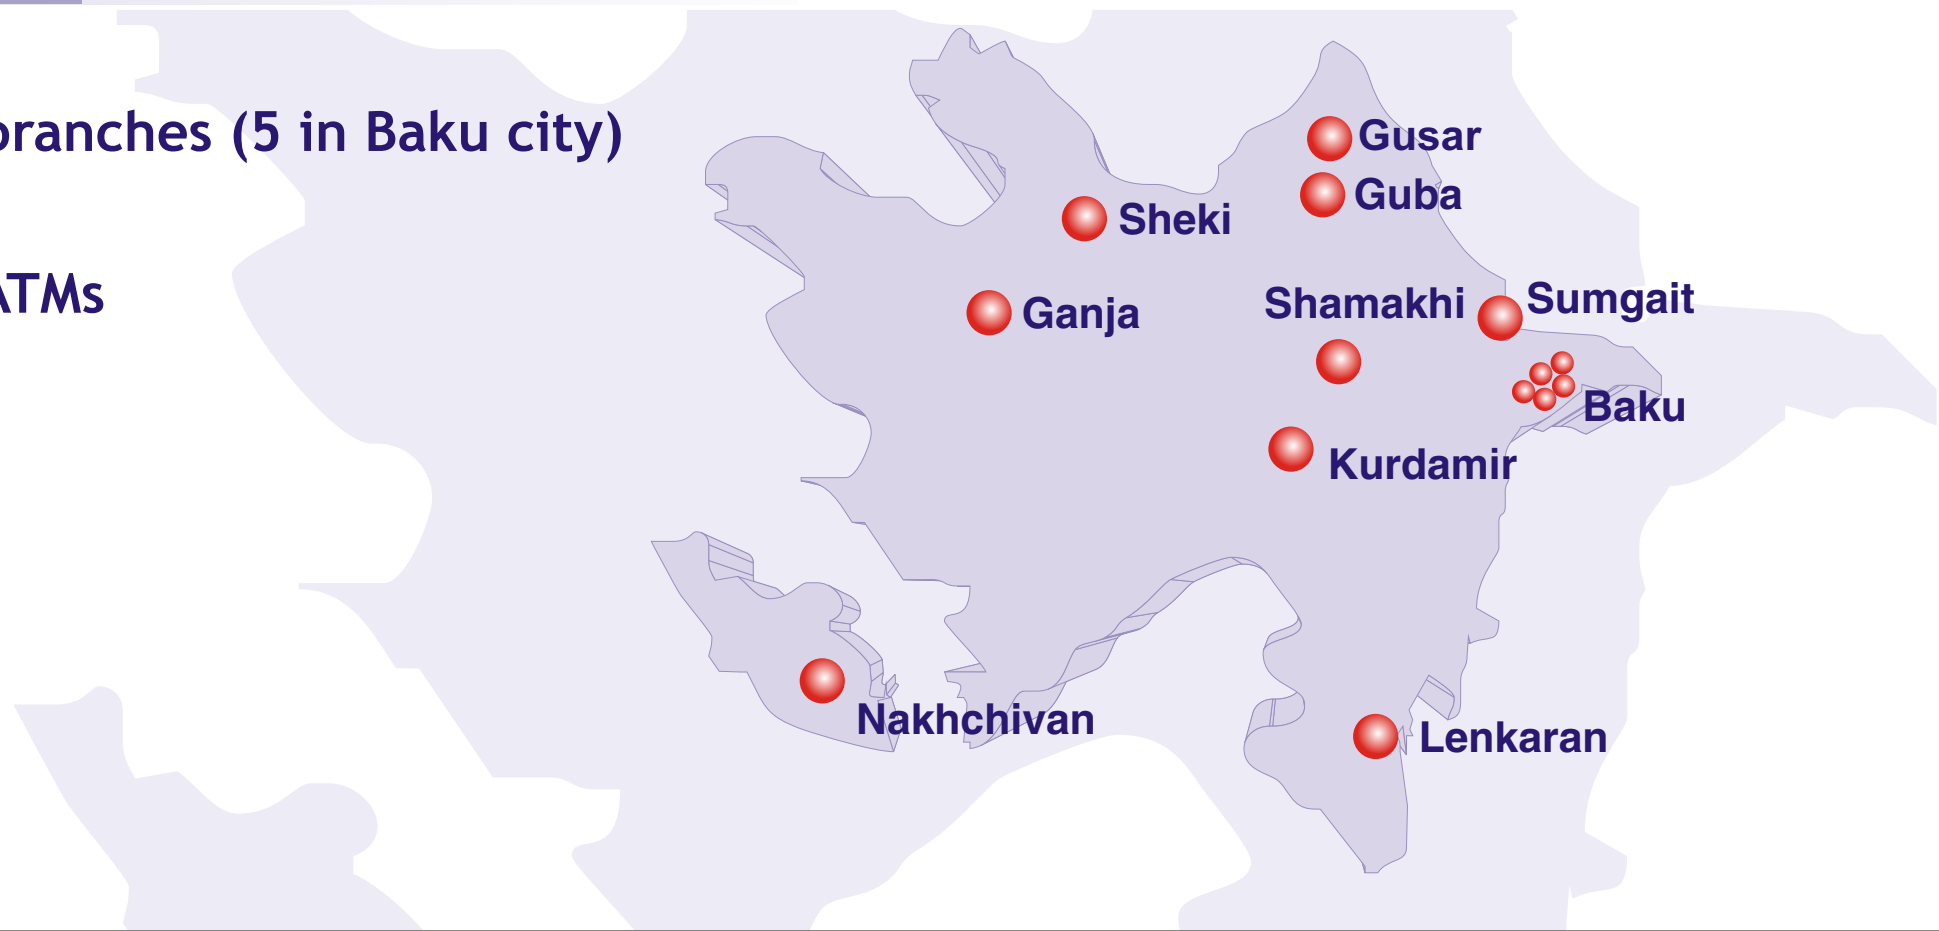 branches (5 in Baku city)
ATMs
Gusar
Guba
Sheki
Shamakhi
Sumgait
Ganja
Baku
Kurdamir
Nakhchivan
Lenkaran